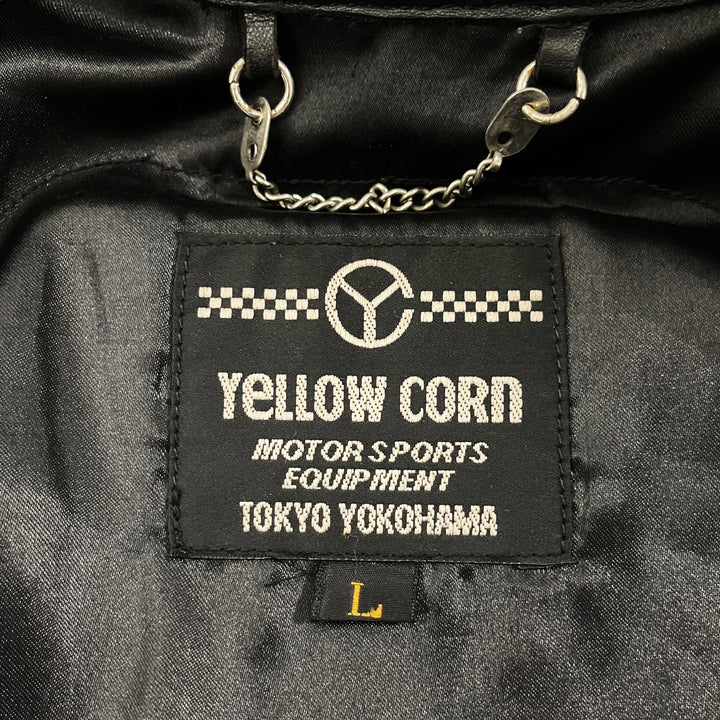 YeLLOW CORn
MOTOR SPORTS
EQUIPMENT
TOKYO YOKOHAMA
L